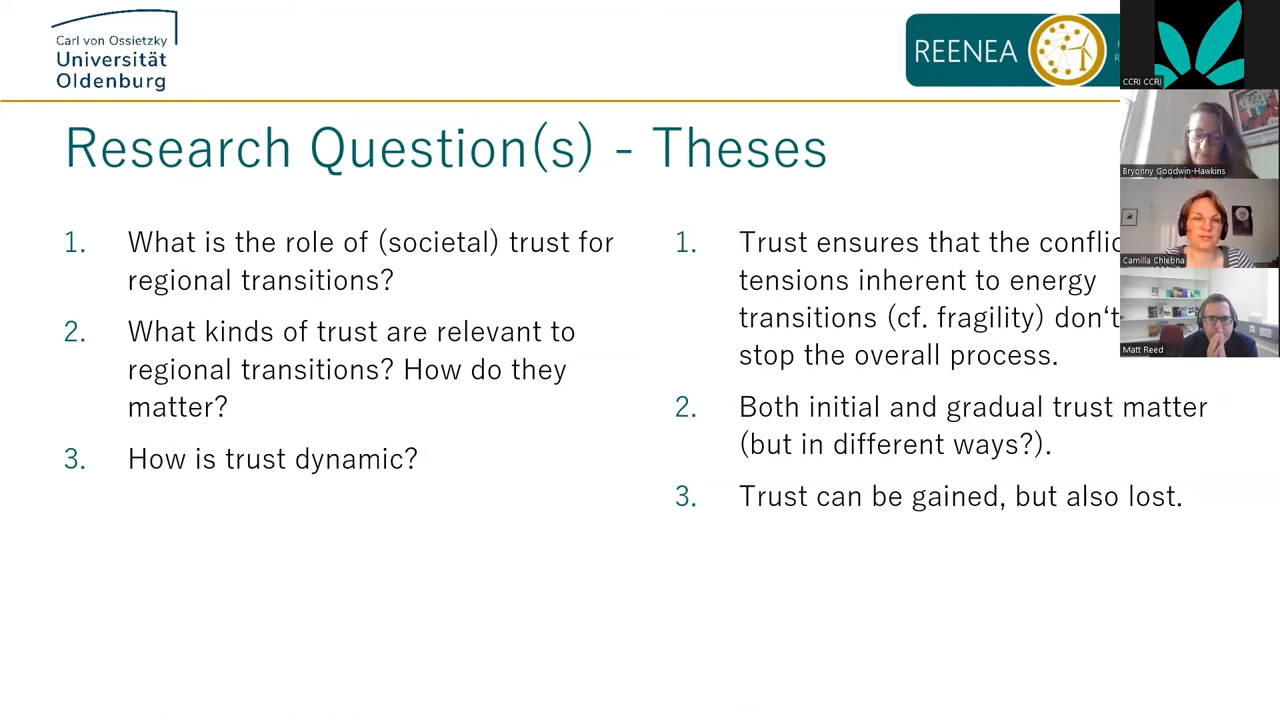 Carl von Ossietzky
Universität
Oldenburg
REENEA
CCRI CCRI
Bryonny Goodwin-Hawkins
Camilla Chlebna
Matt Reed
Research Question(s) - Theses
1. What is the role of (societal) trust for
regional transitions?
2. What kinds of trust are relevant to
regional transitions? How do they
matter?
3. How is trust dynamic?
1. Trust ensures that the
tensions inherent to energy
transitions (cf. fragility) don‘t
stop the overall process.
2. Both initial and gradual trust matter
(but in different ways?).
3. Trust can be gained, but also lost.